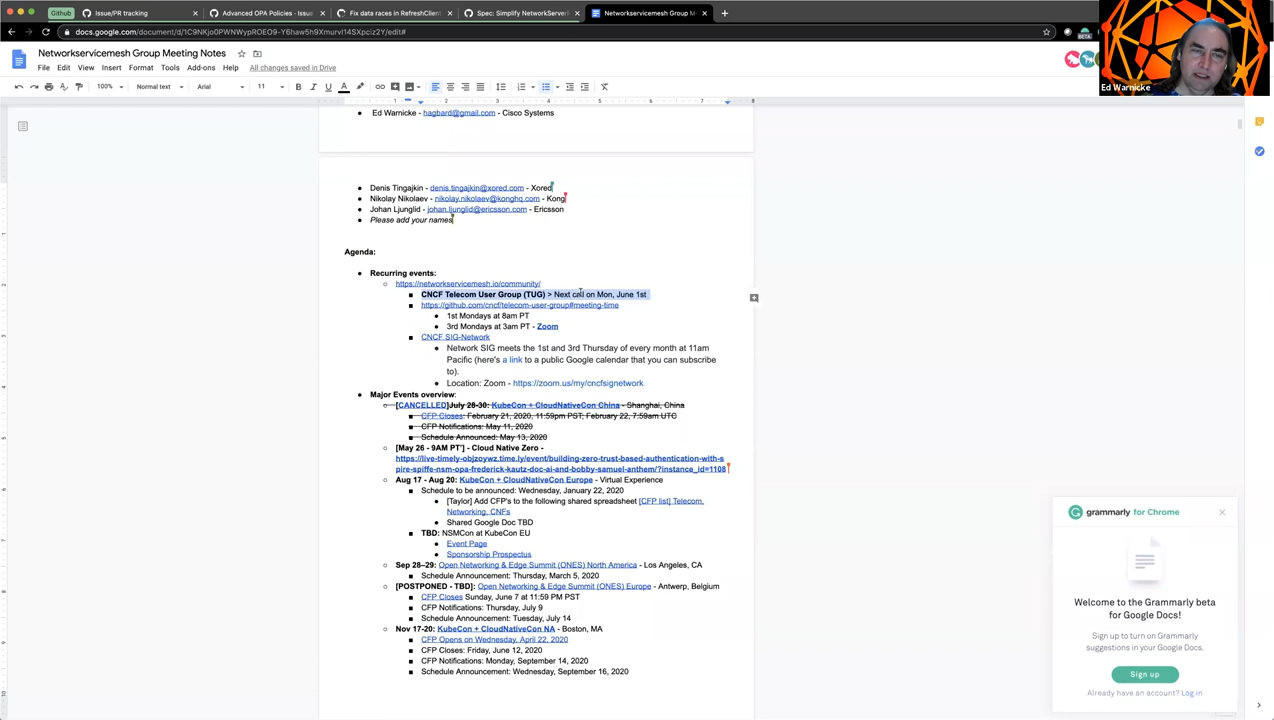 Github
Issue/PR tracking
Advanced OPA Policies - Issue
Fix data races in RefreshClien
Spec: Simplify NetworkServer
Networkservicemesh Group M
docs.google.com/document/d/1C9NKjo0PWNWypROEO9-Y6haw5h9Xmurvl14SXpciz2Y/edit#
BETA
Networkservicemesh Group Meeting Notes
File Edit View Insert Format Tools Add-ons Help All changes saved in Drive
100% Normal text Arial 11
Ed Warnicke
Ed Warnicke - hagbard@gmail.com - Cisco Systems
Denis Tingajkin - denis.tingajkin@xored.com - Xored
Nikolay Nikolaev - nikolay.nikolaev@konghq.com - Kong
Johan Ljunglid - johan.ljunglid@ericsson.com - Ericsson
Please add your names
Agenda:
Recurring events:
https://networkservicemesh.io/community/
CNCF Telecom User Group (TUG) > Next call on Mon, June 1st
https://github.com/cncf/telecom-user-group#meeting-time
1st Mondays at 8am PT
3rd Mondays at 3am PT - Zoom
CNCF SIG-Network
Network SIG meets the 1st and 3rd Thursday of every month at 11am
Pacific (here's a link to a public Google calendar that you can subscribe
to).
Location: Zoom - https://zoom.us/my/cncfsignetwork
Major Events overview:
[CANCELLED]July 28-30: KubeCon + CloudNativeCon China - Shanghai, China
CFP Closes: February 21, 2020, 11:59pm PST; February 22, 7:59am UTC
CFP Notifications: May 11, 2020
Schedule Announced: May 13, 2020
[May 26 - 9AM PT'] - Cloud Native Zero -
https://live-timely-objzoywz.time.ly/event/building-zero-trust-based-authentication-with-s
pire-spiffe-nsm-opa-frederick-kautz-doc-ai-and-bobby-samuel-anthem/?instance_id=1108
Aug 17 - Aug 20: KubeCon + CloudNativeCon Europe - Virtual Experience
Schedule to be announced: Wednesday, January 22, 2020
[Taylor] Add CFP's to the following shared spreadsheet [CFP list] Telecom,
Networking, CNFs
Shared Google Doc TBD
TBD: NSMCon at KubeCon EU
Event Page
Sponsorship Prospectus
Sep 28–29: Open Networking & Edge Summit (ONES) North America - Los Angeles, CA
Schedule Announcement: Thursday, March 5, 2020
[POSTPONED - TBD]: Open Networking & Edge Summit (ONES) Europe - Antwerp, Belgium
CFP Closes Sunday, June 7 at 11:59 PM PST
CFP Notifications: Thursday, July 9
Schedule Announcement: Tuesday, July 14
Nov 17-20: KubeCon + CloudNativeCon NA - Boston, MA
CFP Opens on Wednesday, April 22, 2020
CFP Closes: Friday, June 12, 2020
CFP Notifications: Monday, September 14, 2020
Schedule Announcement: Wednesday, September 16, 2020
grammarly for Chrome
Welcome to the Grammarly beta
for Google Docs!
Sign up to turn on Grammarly
suggestions in your Google Docs.
Sign up
Already have an account? Log in